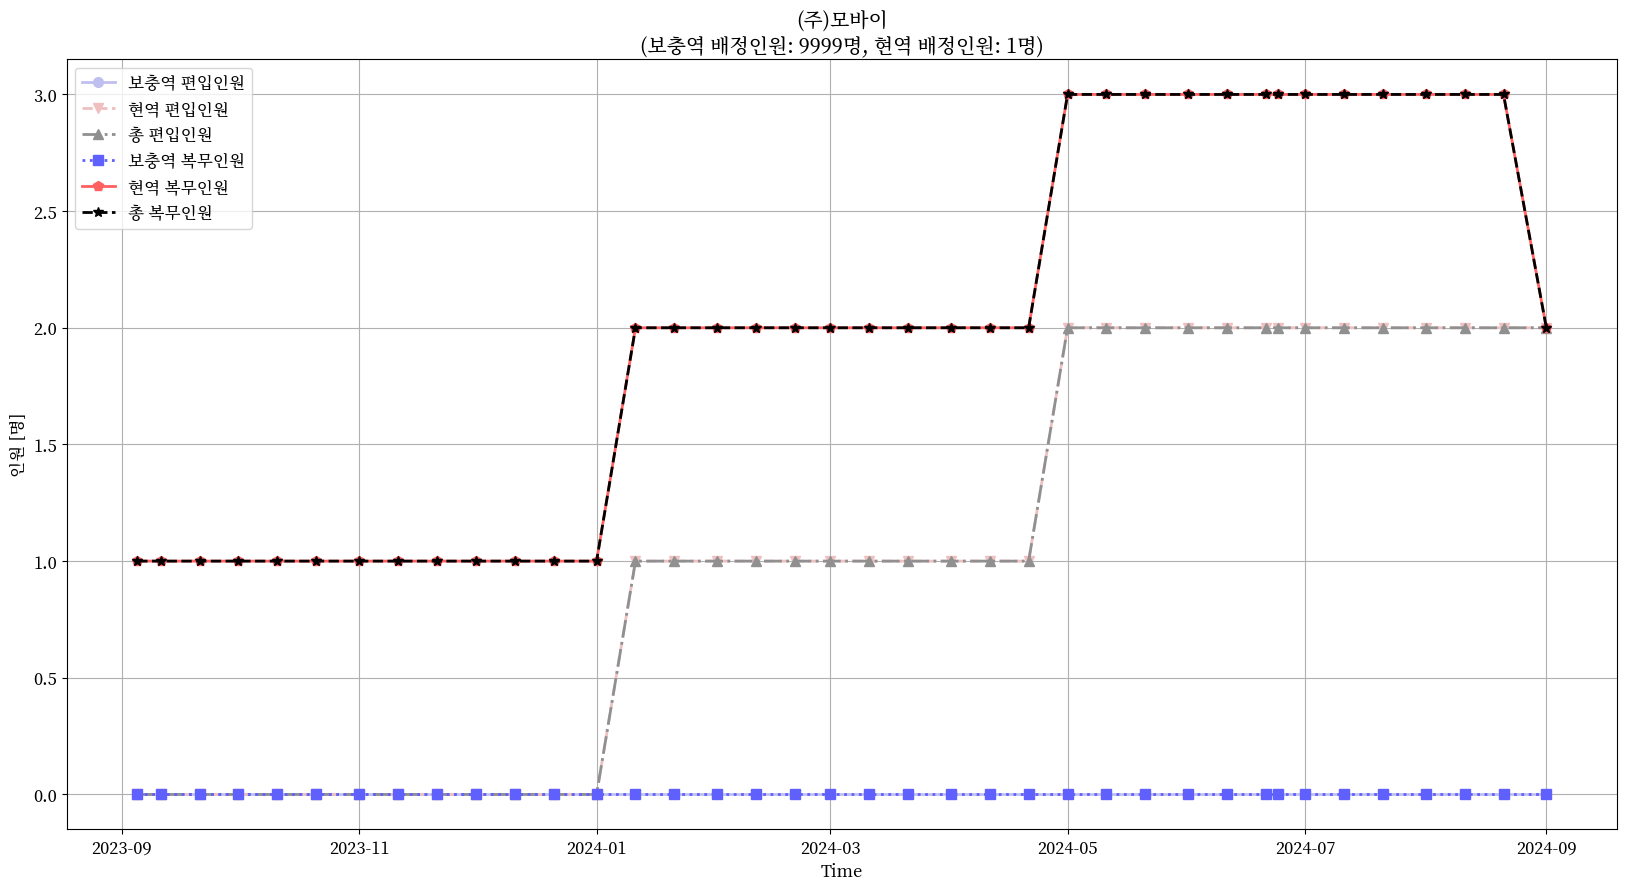 (주)모바이
(보충역 배정인원: 9999명, 현역 배정인원: 1명)
보충역 편입인원
현역 편입인원
총 편입인원
보충역 복무인원
현역 복무인원
총 복무인원
인원 [명]
3.0
2.5
2.0
1.5
1.0
0.5
0.0
2023-09
2023-11
2024-01
2024-03
2024-05
2024-07
2024-09
Time